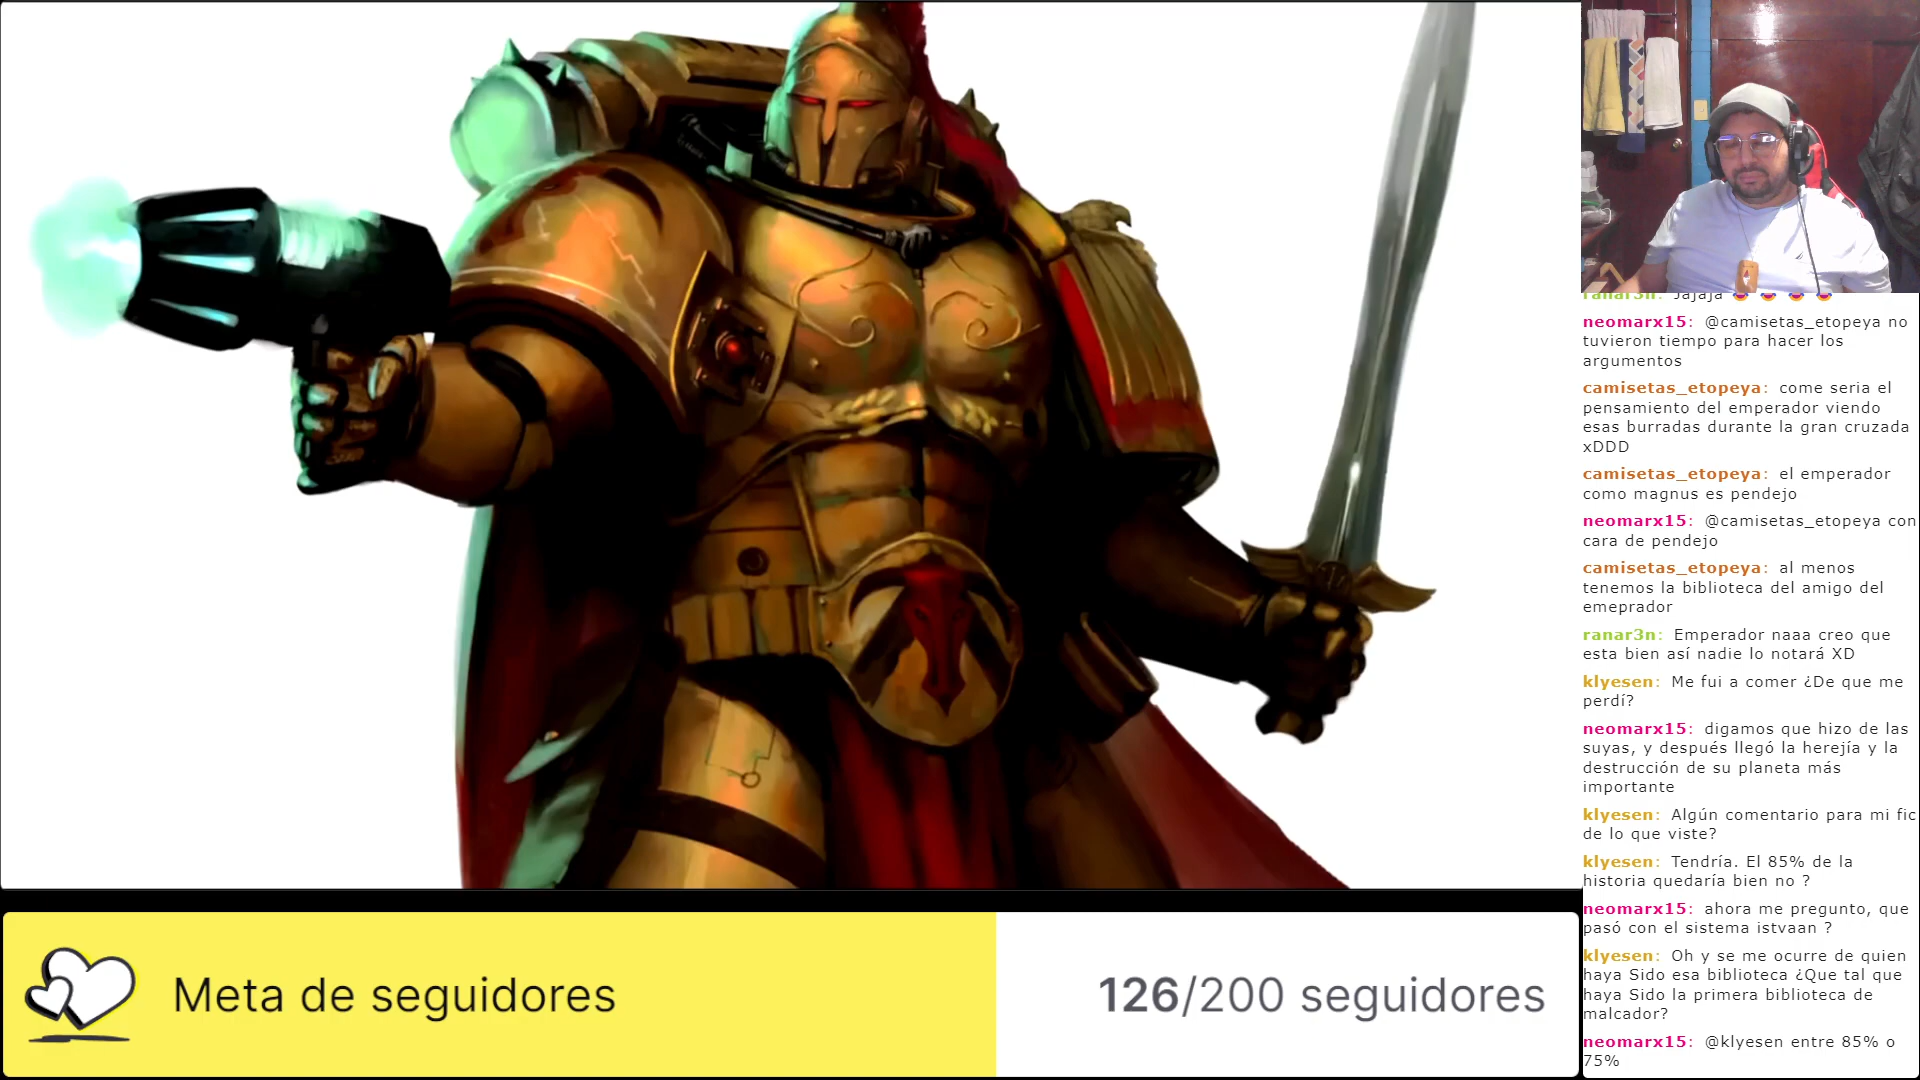 ranar3n: Jajaja
neomarx15: @camisetas_etopeya no
tuvieron tiempo para hacer los
argumentos
camisetas_etopeya: come seria el
pensamiento del emperador viendo
esas burradas durante la gran cruzada
xDDD
camisetas_etopeya: el emperador
como magnus es pendejo
neomarx15: @camisetas_etopeya con
cara de pendejo
camisetas_etopeya: al menos
tenemos la biblioteca del amigo del
emeprador
ranar3n: Emperador naaa creo que
esta bien así nadie lo notará XD
klyesen: Me fui a comer ¿De que me
perdí?
neomarx15: digamos que hizo de las
suyas, y después llegó la herejía y la
destrucción de su planeta más
importante
klyesen: Algún comentario para mi fic
de lo que viste?
klyesen: Tendría. El 85% de la
historia quedaría bien no ?
neomarx15: ahora me pregunto, que
pasó con el sistema istvaan ?
klyesen: Oh y se me ocurre de quien
haya Sido esa biblioteca ¿Que tal que
haya Sido la primera biblioteca de
malcador?
neomarx15: @klyesen entre 85% o
75%
Meta de seguidores
126/200 seguidores